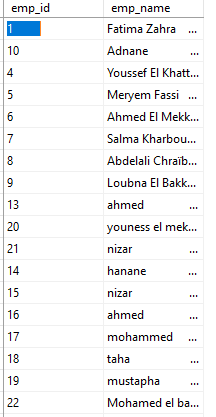 emp_id emp_name
1 Fatima Zahra ...
10 Adnane ...
4 Youssef El Khatt...
5 Meryem Fassi ...
6 Ahmed El Mekk...
7 Salma Kharbou...
8 Abdelali Chraïb...
9 Loubna El Bakk...
13 ahmed ...
20 youness el mek...
21 nizar ...
14 hanane ...
15 nizar ...
16 ahmed ...
17 mohammed ...
18 taha ...
19 mustapha ...
22 Mohamed el ba...